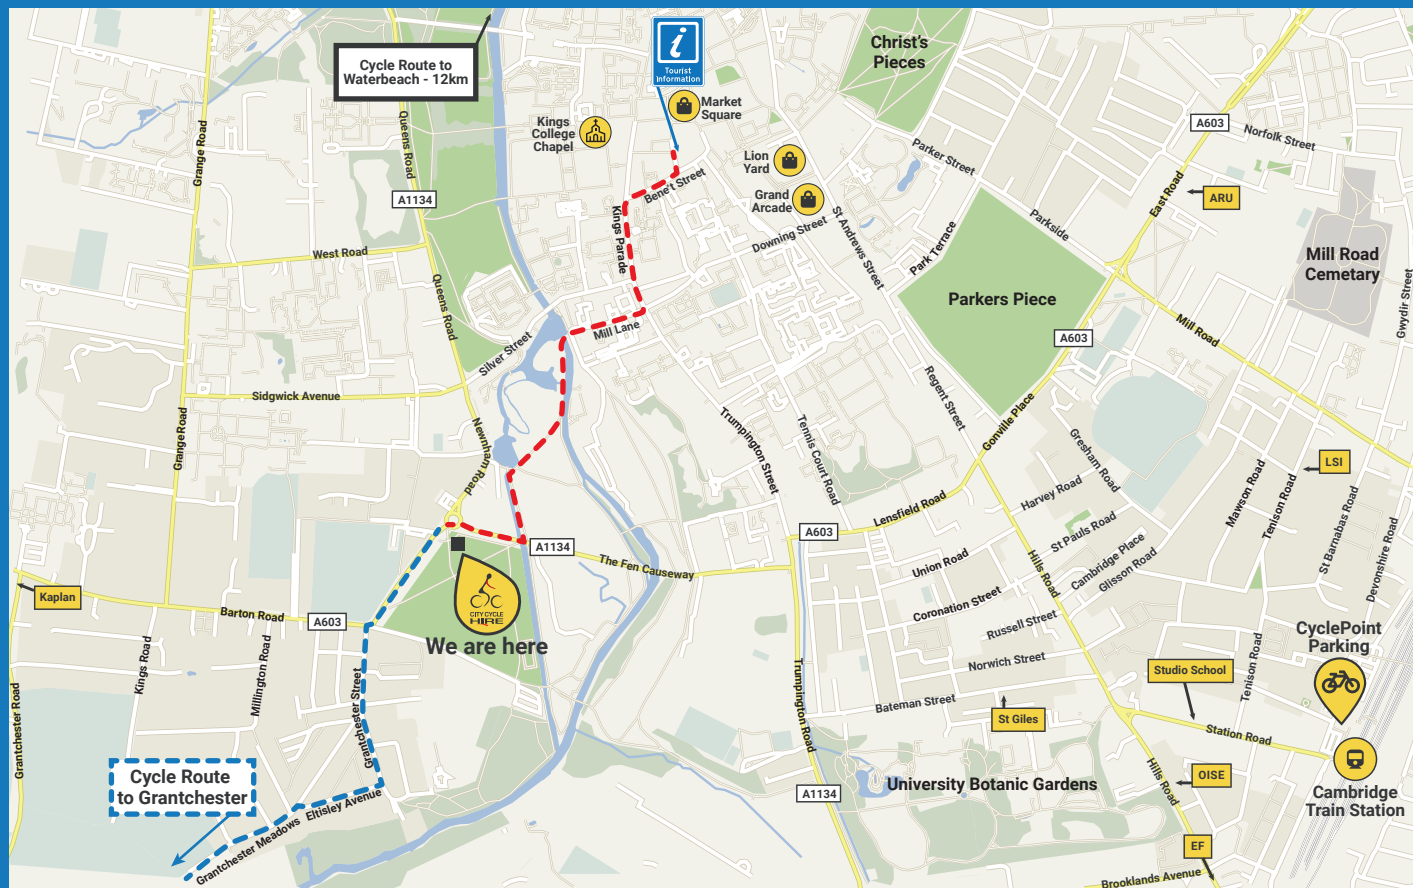 Cycle Route to
Waterbeach - 12km
Tourist
Information
Christ's
Pieces
Market
Square
Kings
College
Chapel
Lion
Yard
Grand
Arcade
A603
Norfolk Street
Parker Street
East Road
ARU
Grange Road
Queens Road
A1134
Bene't Street
Kings Parade
Downing Street
St Andrews Street
Park Terrace
Parkside
Mill Road
Cemetary
Gwydir Street
West Road
Queens Road
Parkers Piece
A603
Mill Road
Mill Lane
Silver Street
Regent Street
Sidgwick Avenue
Grange Road
Newnham Road
Trumpington Street
Tennis Court Road
Gonville Place
Gresham Road
LSI
Harvey Road
Mawson Road
Tenison Road
St Barnabas Road
Devonshire Road
Lensfield Road
A603
St Pauls Road
Cambridge Place
Glisson Road
Hills Road
A1134
The Fen Causeway
Union Road
Coronation Street
Russell Street
Norwich Street
Bateman Street
Kaplan
Barton Road
A603
CITY CYCLE
HIRE
We are here
CyclePoint
Parking
Studio School
Tenison Road
Kings Road
Millington Road
Grantchester Street
Grantchester Road
Trumpington Road
St Giles
Station Road
Cycle Route
to Grantchester
Eltisley Avenue
Grantchester Meadows
A1134
University Botanic Gardens
Hills Road
OISE
Cambridge
Train Station
EF
Brooklands Avenue